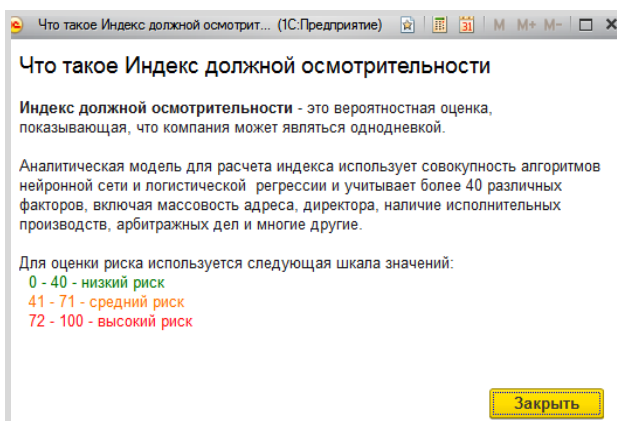 Что такое Индекс должной осмотрит... (1С:Предприятие)
31 M M+ M-
Что такое Индекс должной осмотрительности
Индекс должной осмотрительности - это вероятностная оценка,
показывающая, что компания может являться однодневкой.
Аналитическая модель для расчета индекса использует совокупность алгоритмов
нейронной сети и логистической регрессии и учитывает более 40 различных
факторов, включая массовость адреса, директора, наличие исполнительных
производств, арбитражных дел и многие другие.
Для оценки риска используется следующая шкала значений:
0 - 40 - низкий риск
41 - 71 - средний риск
72 - 100 - высокий риск
Закрыть